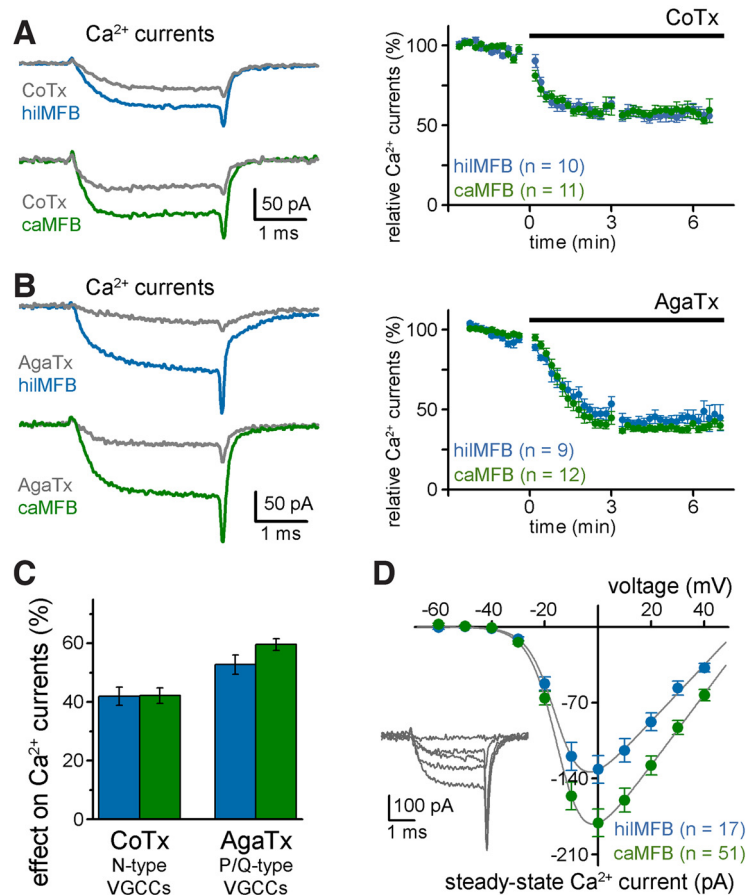 A
Ca²⁺ currents
CoTx
hilMFB
CoTx
caMFB
50 pA
1 ms
relative Ca²⁺ currents (%)
100
50
0
CoTx
hilMFB (n = 10)
caMFB (n = 11)
0
3
6
time (min)
B
Ca²⁺ currents
AgaTx
hilMFB
AgaTx
caMFB
50 pA
1 ms
relative Ca²⁺ currents (%)
100
50
0
AgaTx
hilMFB (n = 9)
caMFB (n = 12)
0
3
6
time (min)
C
effect on Ca²⁺ currents (%)
60
40
20
0
CoTx
N-type
VGCCs
AgaTx
P/Q-type
VGCCs
D
voltage (mV)
-60 -40 -20 20 40
-70
-140
-210
100 pA
1 ms
hilMFB (n = 17)
caMFB (n = 51)
steady-state Ca²⁺ current (pA)